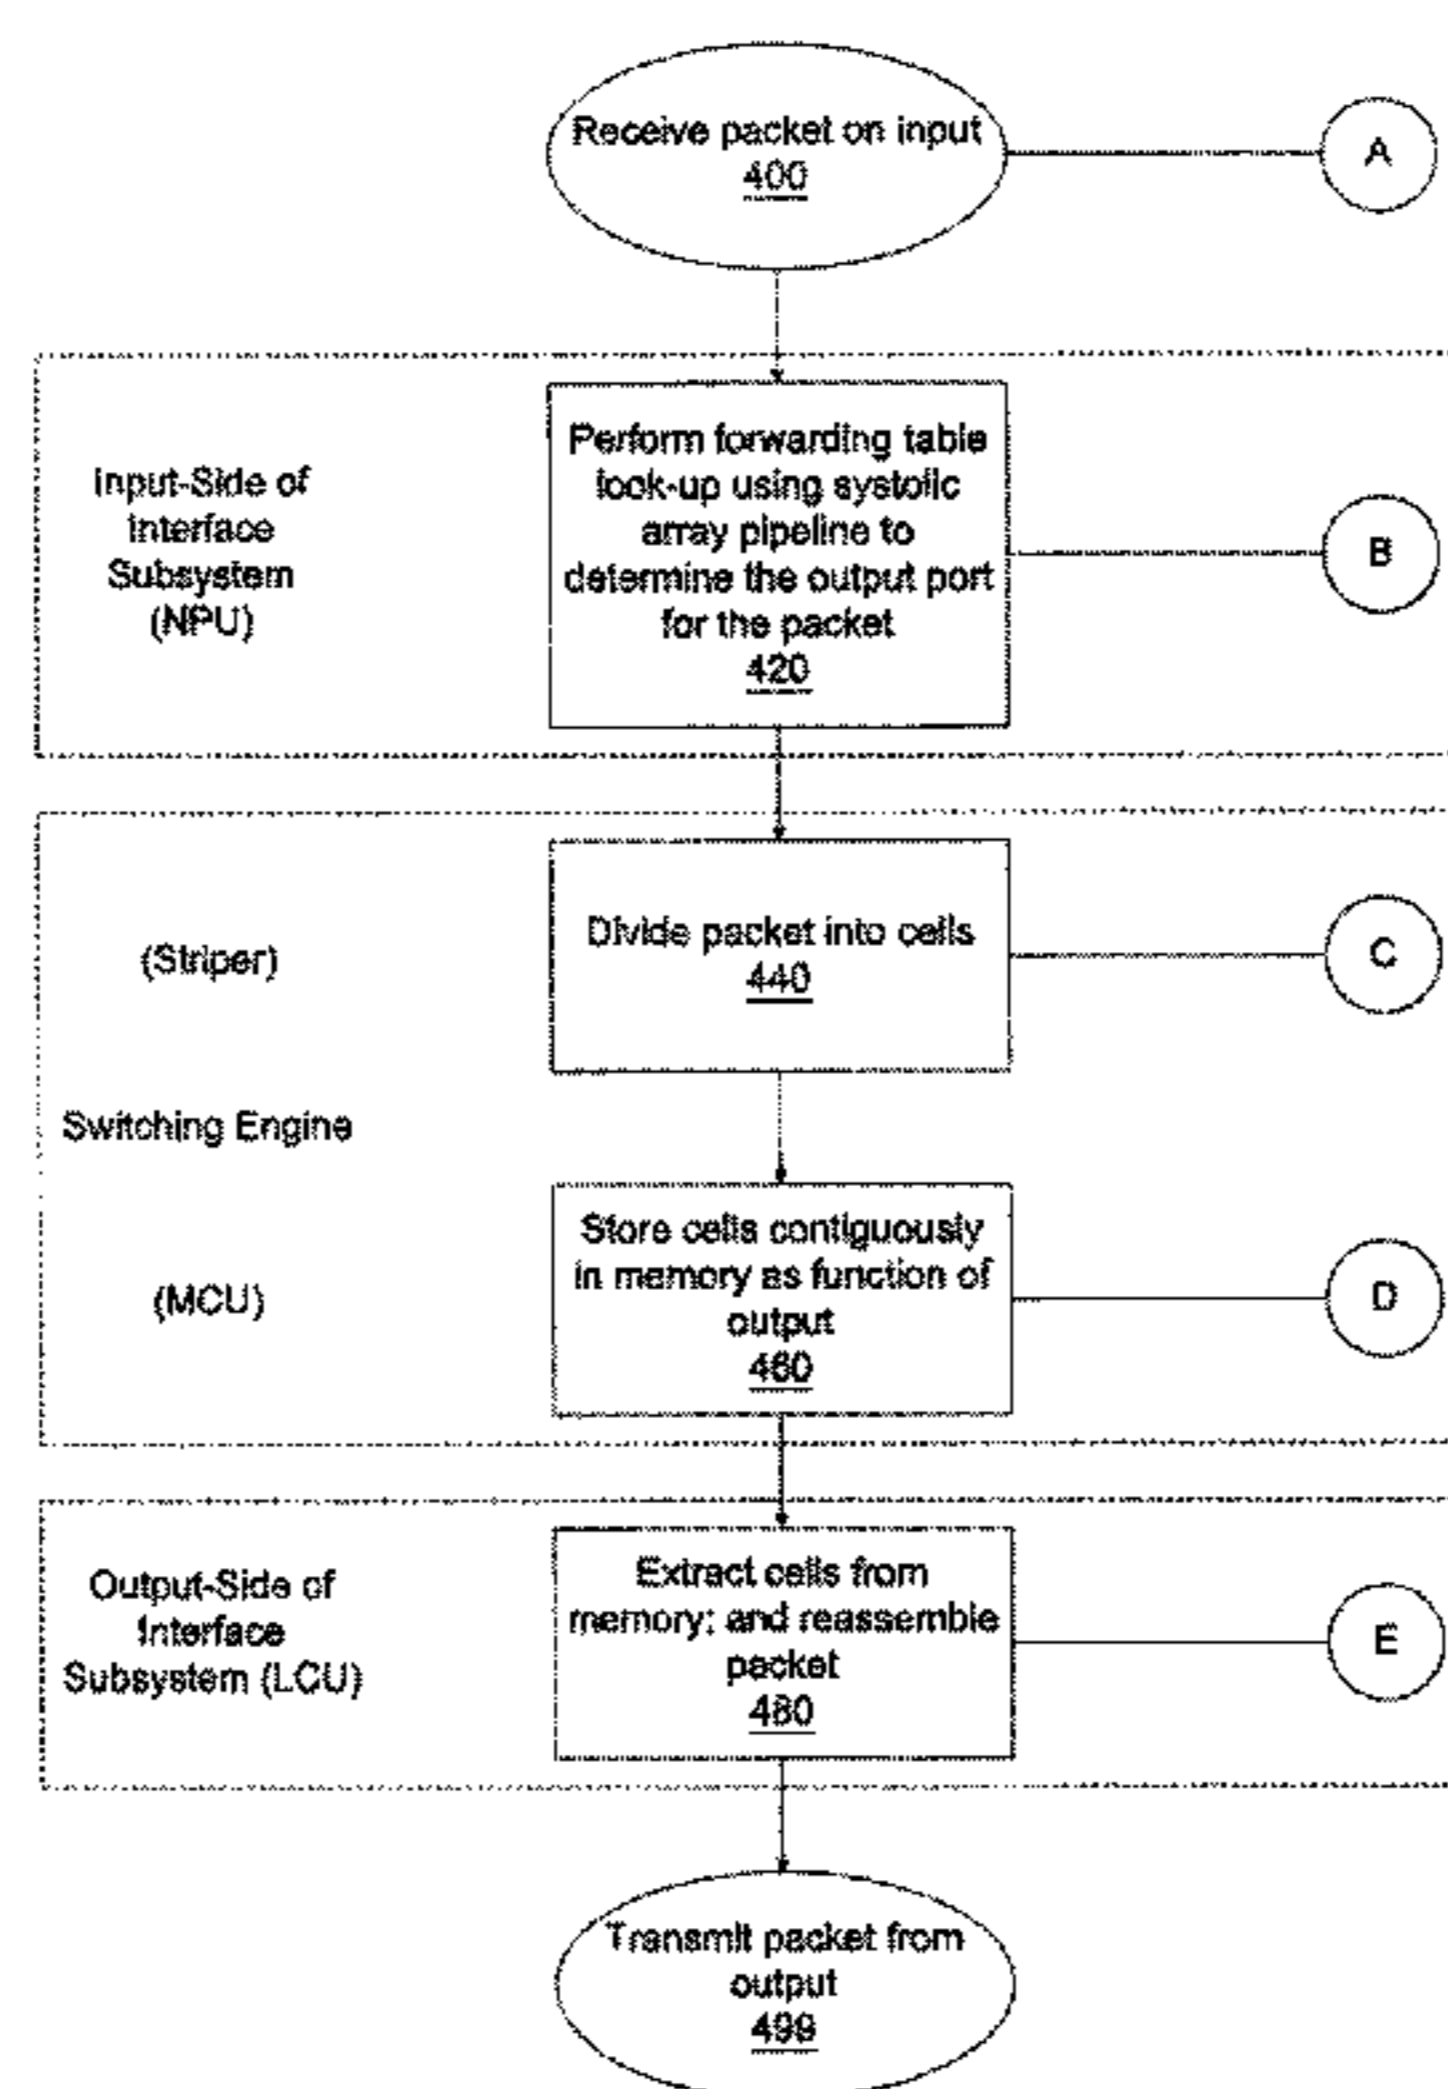 Receive packet on input
400
A
Input-Side of
Interface
Subsystem
(NPU)
Perform forwarding table
look-up using systolic
array pipeline to
determine the output port
for the packet
420
B
(Striper)
Divide packet into cells
440
C
Switching Engine
(MCU)
Store cells contiguously
in memory as function of
output
460
D
Output-Side of
Interface
Subsystem (LCU)
Extract cells from
memory; and reassemble
packet
480
E
Transmit packet from
output
499